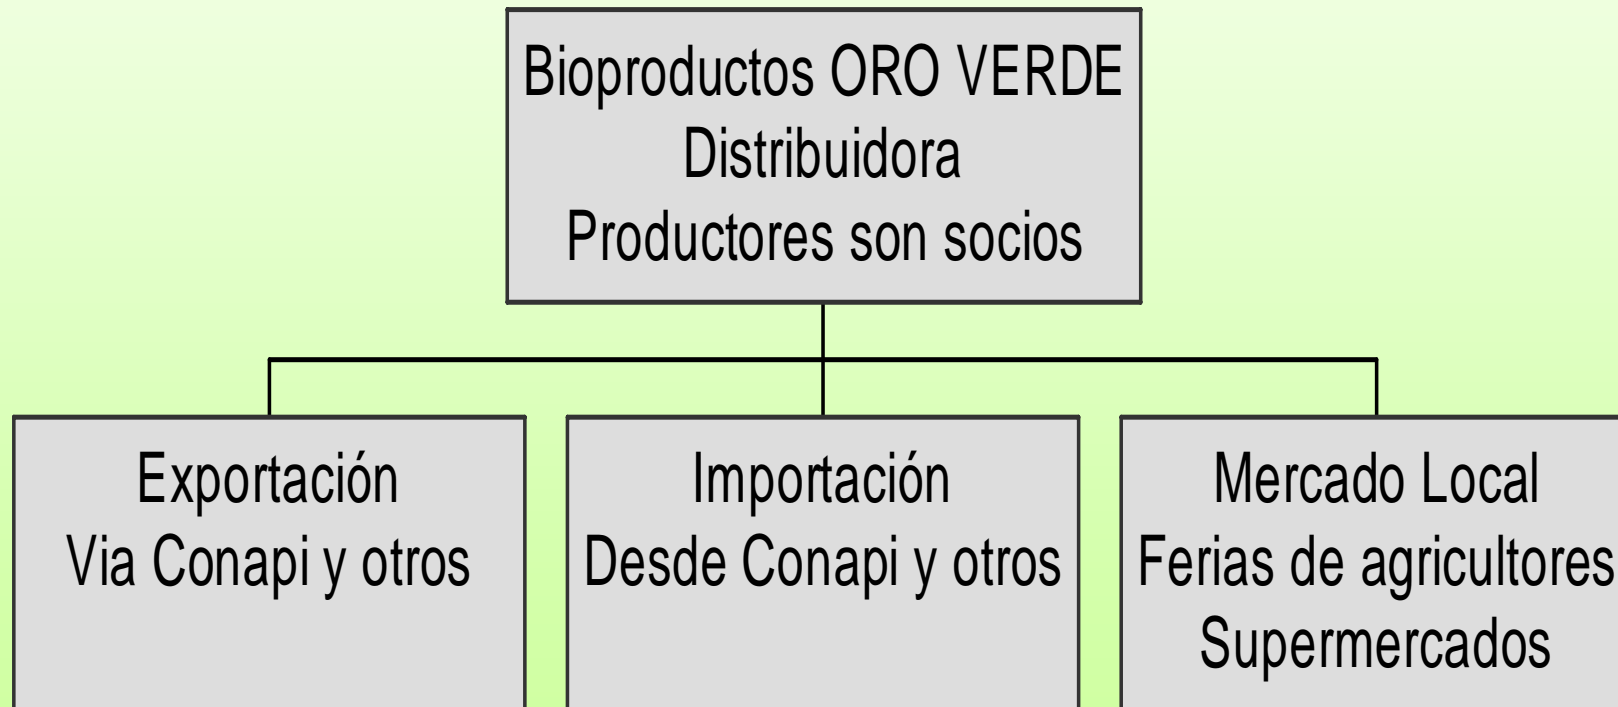 Bioproductos ORO VERDE
Distribuidora
Productores son socios
Exportación
Via Conapi y otros
Importación
Desde Conapi y otros
Mercado Local
Ferias de agricultores
Supermercados